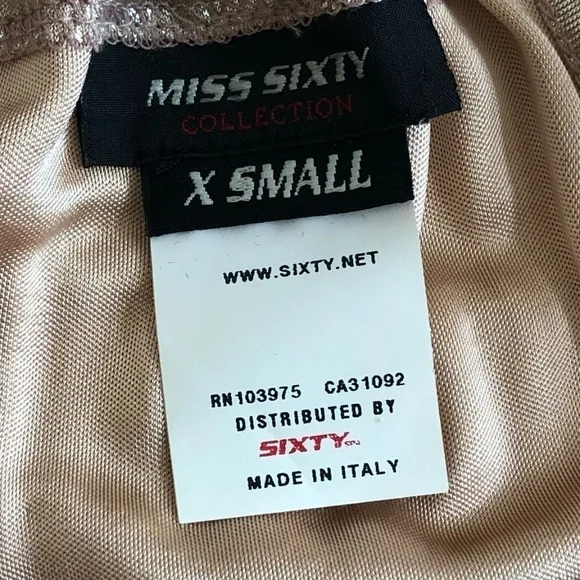 MISS SIXTY
COLLECTION
X SMALL
WWW.SIXTY.NET
RN103975 CA31092
DISTRIBUTED BY
SIXTY
MADE IN ITALY